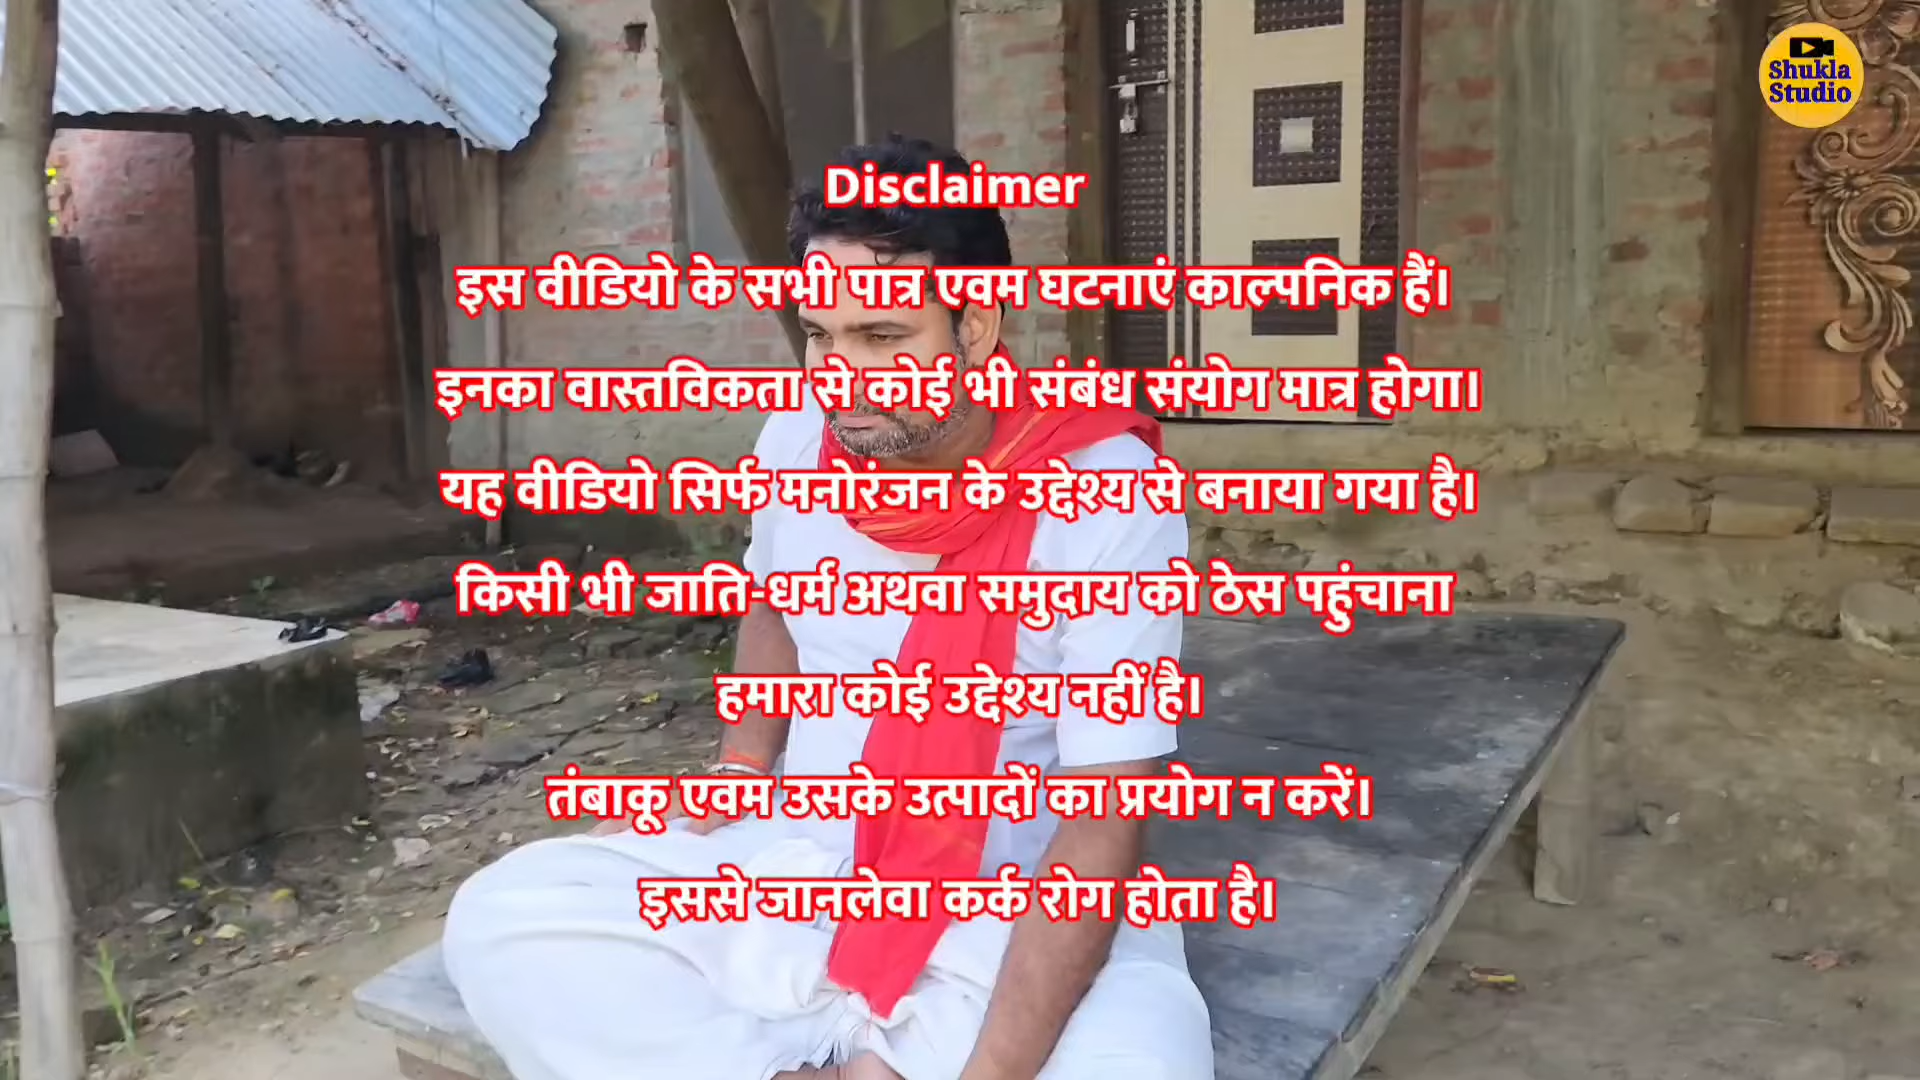 Shukla
Studio
Disclaimer
इस वीडियो के सभी पात्र एवम घटनाएं काल्पनिक हैं।
इनका वास्तविकता से कोई भी संबंध संयोग मात्र होगा।
यह वीडियो सिर्फ मनोरंजन के उद्देश्य से बनाया गया है।
किसी भी जाति-धर्म अथवा समुदाय को ठेस पहुंचाना
हमारा कोई उद्देश्य नहीं है।
तंबाकू एवम उसके उत्पादों का प्रयोग न करें।
इससे जानलेवा कर्क रोग होता है।